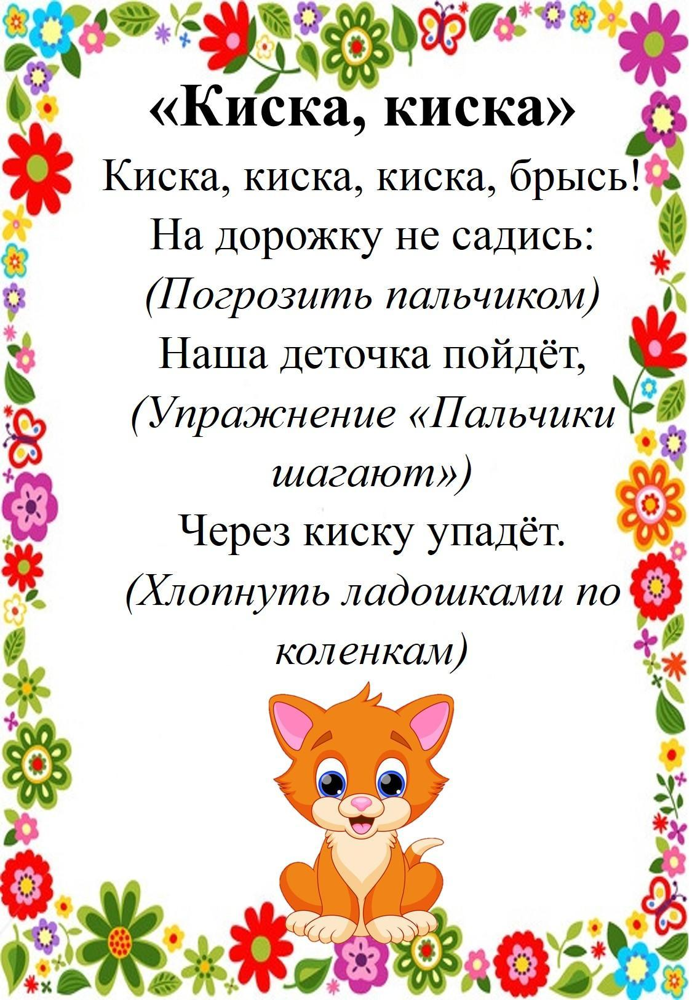 «Киска, киска»
Киска, киска, киска, брысь!
На дорожку не садись:
(Погрозить пальчиком)
Наша деточка пойдёт,
(Упражнение «Пальчики
шагают»)
Через киску упадёт.
(Хлопнуть ладошками по
коленкам)